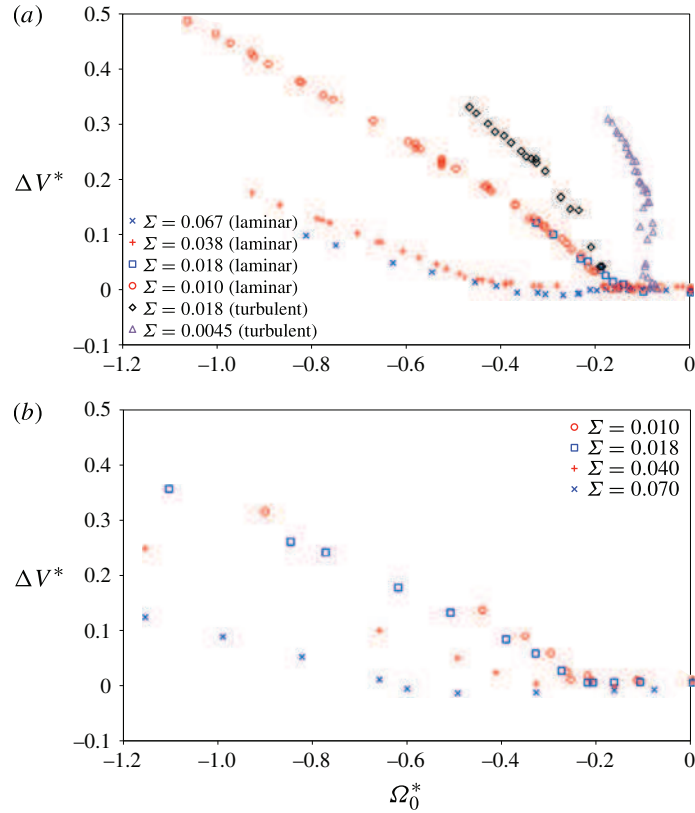 (a)
0.5
0.4
0.3
ΔV*
0.2
0.1
0
−0.1
Σ = 0.067 (laminar)
Σ = 0.038 (laminar)
Σ = 0.018 (laminar)
Σ = 0.010 (laminar)
Σ = 0.018 (turbulent)
Σ = 0.0045 (turbulent)
−1.2 −1.0 −0.8 −0.6 −0.4 −0.2 0
(b)
0.5
0.4
0.3
ΔV*
0.2
0.1
0
−0.1
Σ = 0.010
Σ = 0.018
Σ = 0.040
Σ = 0.070
−1.2 −1.0 −0.8 −0.6 −0.4 −0.2 0
Ω₀*